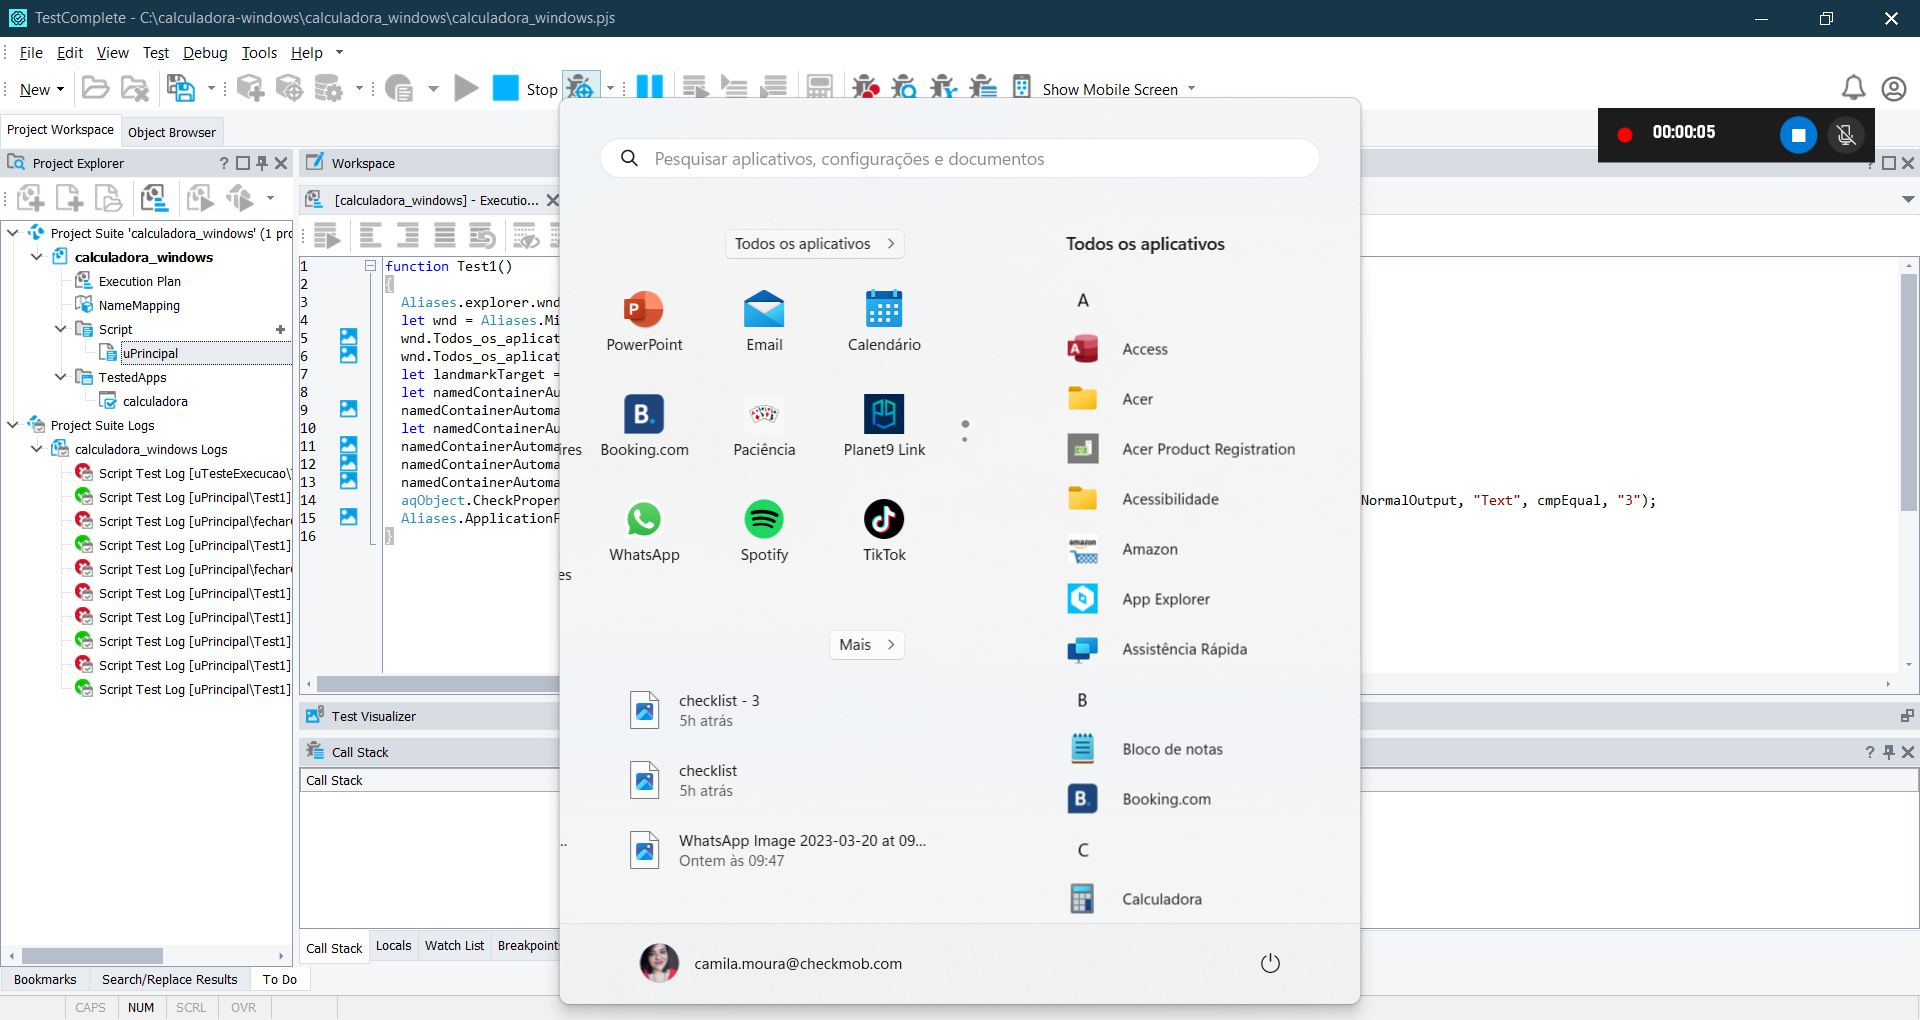 TestComplete - C:\calculadora-windows\calculadora_windows\calculadora_windows.pjs
File Edit View Test Debug Tools Help
New
Stop
Show Mobile Screen
00:00:05
Project Workspace
Object Browser
Project Explorer
Workspace
[calculadora_windows] - Executio...
Project Suite 'calculadora_windows' (1 pro
calculadora_windows
Execution Plan
NameMapping
Script
uPrincipal
TestedApps
calculadora
Project Suite Logs
calculadora_windows Logs
Script Test Log [uTesteExecucao\
Script Test Log [uPrincipal\Test1]
Script Test Log [uPrincipal\fechar
Script Test Log [uPrincipal\Test1]
Script Test Log [uPrincipal\fechar
Script Test Log [uPrincipal\Test1]
Script Test Log [uPrincipal\Test1]
Script Test Log [uPrincipal\Test1]
Script Test Log [uPrincipal\Test1]
Script Test Log [uPrincipal\Test1]
1 function Test1()
2 {
3 Aliases.explorer.wnd
4 let wnd = Aliases.Mi
5 wnd.Todos_os_aplicat
6 wnd.Todos_os_aplicat
7 let landmarkTarget =
8 let namedContainerAu
9 namedContainerAutoma
10 let namedContainerAu
11 namedContainerAutoma
12 namedContainerAutoma
13 namedContainerAutoma
14 aqObject.CheckProper
NormalOutput, "Text", cmpEqual, "3");
15 Aliases.ApplicationF
16 }
Test Visualizer
Call Stack
Call Stack
Call Stack Locals Watch List Breakpoint
Bookmarks Search/Replace Results To Do
CAPS NUM SCRL OVR
Pesquisar aplicativos, configurações e documentos
Todos os aplicativos
PowerPoint
Email
Calendário
ires
Booking.com
Paciência
Planet9 Link
WhatsApp
Spotify
TikTok
es
Mais
checklist - 3
5h atrás
checklist
5h atrás
..
WhatsApp Image 2023-03-20 at 09...
Ontem às 09:47
Todos os aplicativos
A
Access
Acer
Acer Product Registration
Acessibilidade
amazon
Amazon
App Explorer
Assistência Rápida
B
Bloco de notas
B.
Booking.com
C
Calculadora
camila.moura@checkmob.com